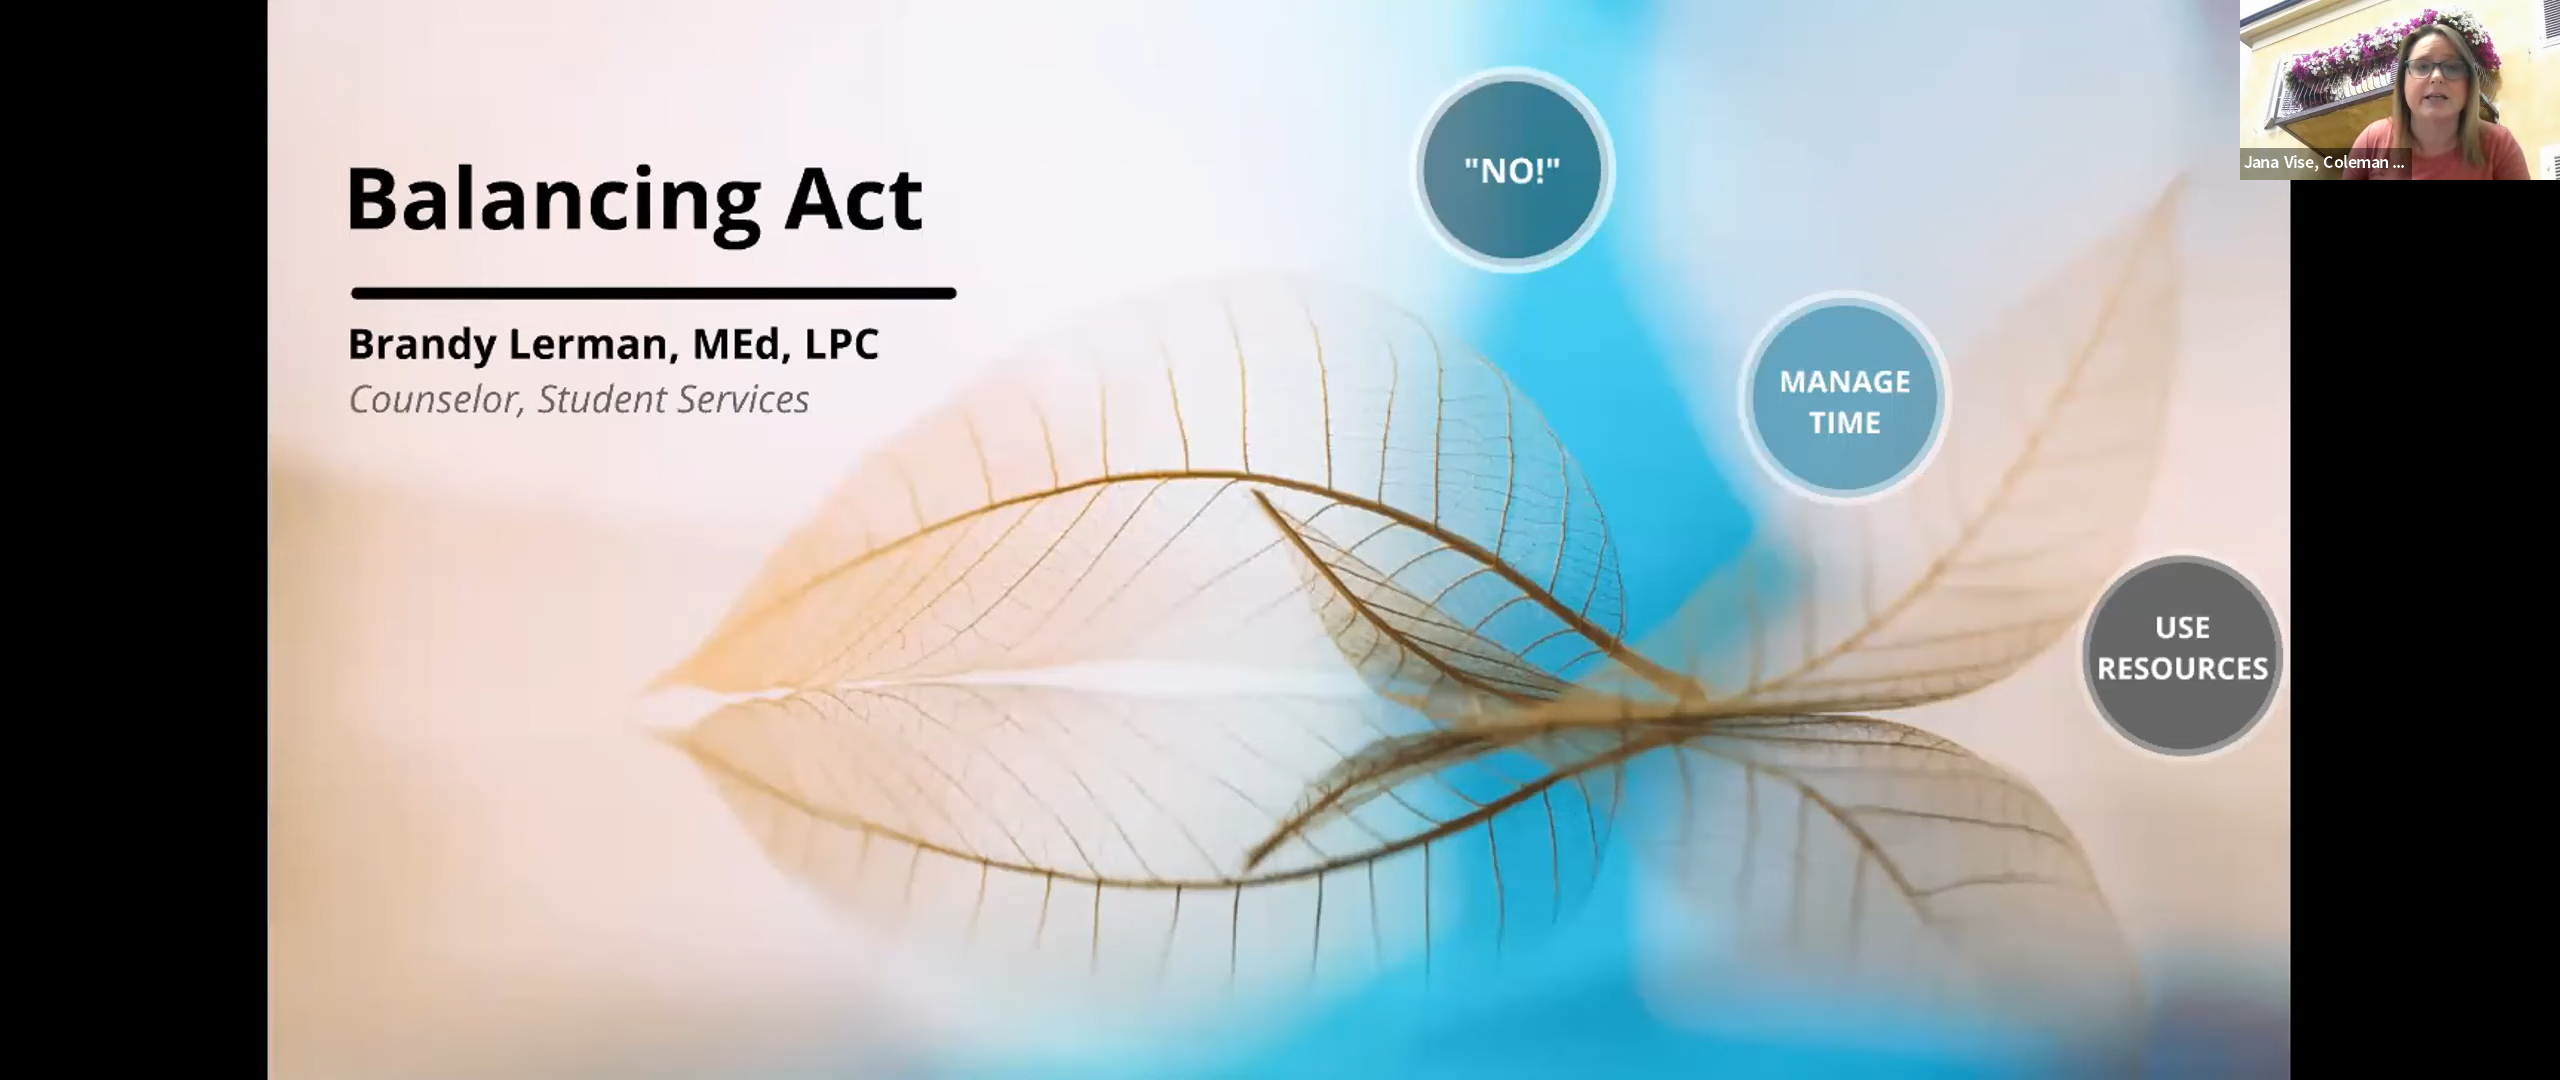 Balancing Act
Brandy Lerman, MEd, LPC
Counselor, Student Services
"NO!"
MANAGE
TIME
USE
RESOURCES
Jana Vise, Coleman ...